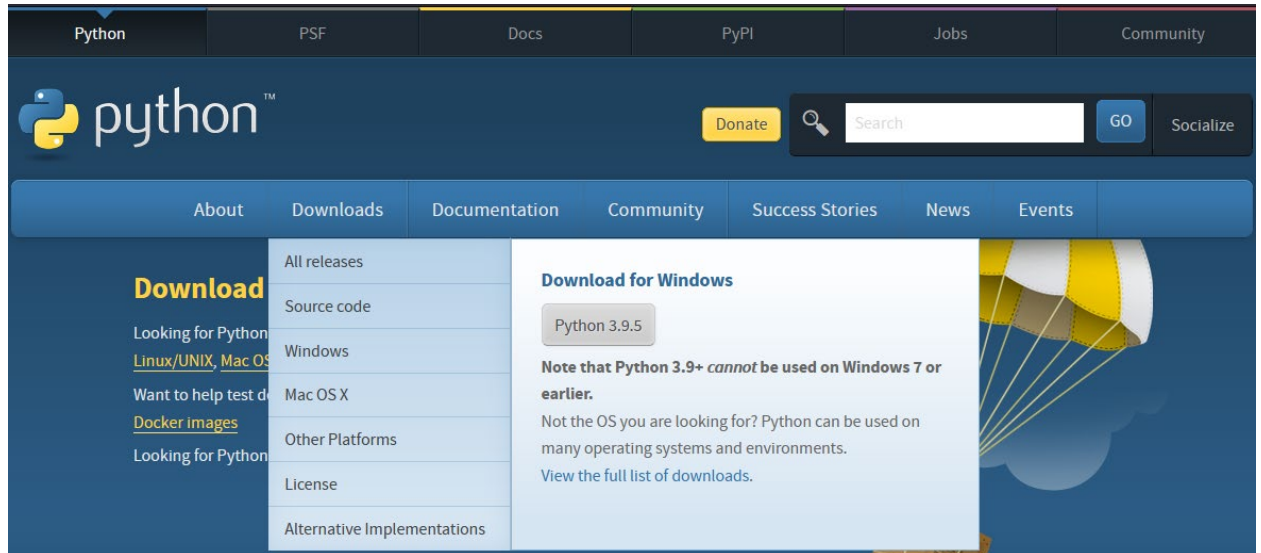 Python PSF Docs PyPI Jobs Community
python™
Donate Search GO Socialize
About Downloads Documentation Community Success Stories News Events
Download
Looking for Python
Linux/UNIX, Mac OS
Want to help test d
Docker images
Looking for Python
All releases
Source code
Windows
Mac OS X
Other Platforms
License
Alternative Implementations
Download for Windows
Python 3.9.5
Note that Python 3.9+ cannot be used on Windows 7 or
earlier.
Not the OS you are looking for? Python can be used on
many operating systems and environments.
View the full list of downloads.